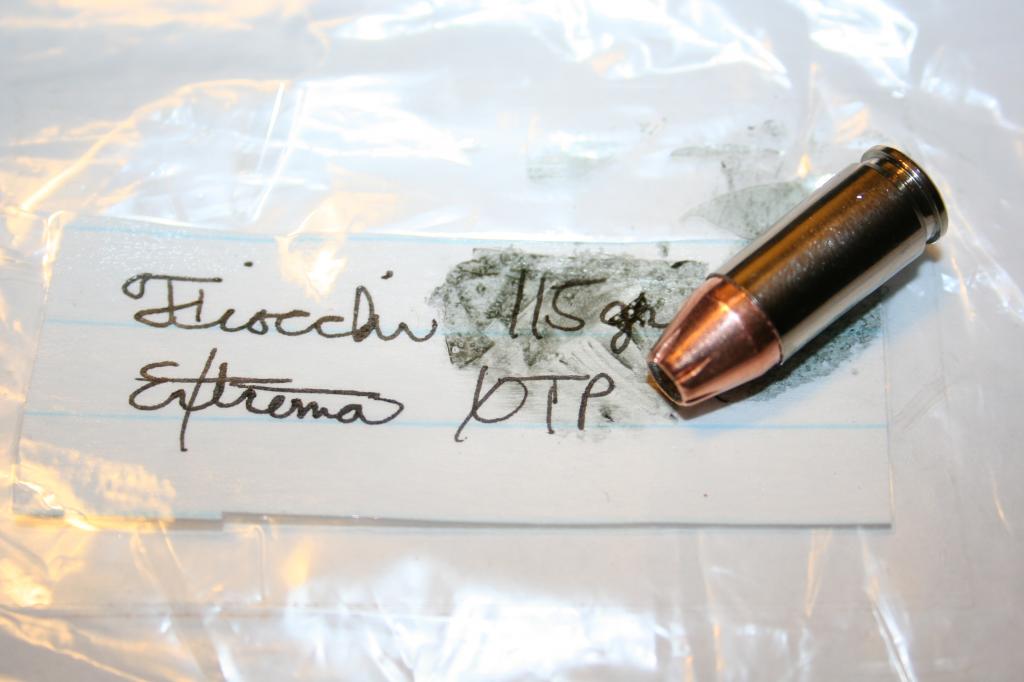 Fiocchi 115 gr
Extrema XTP